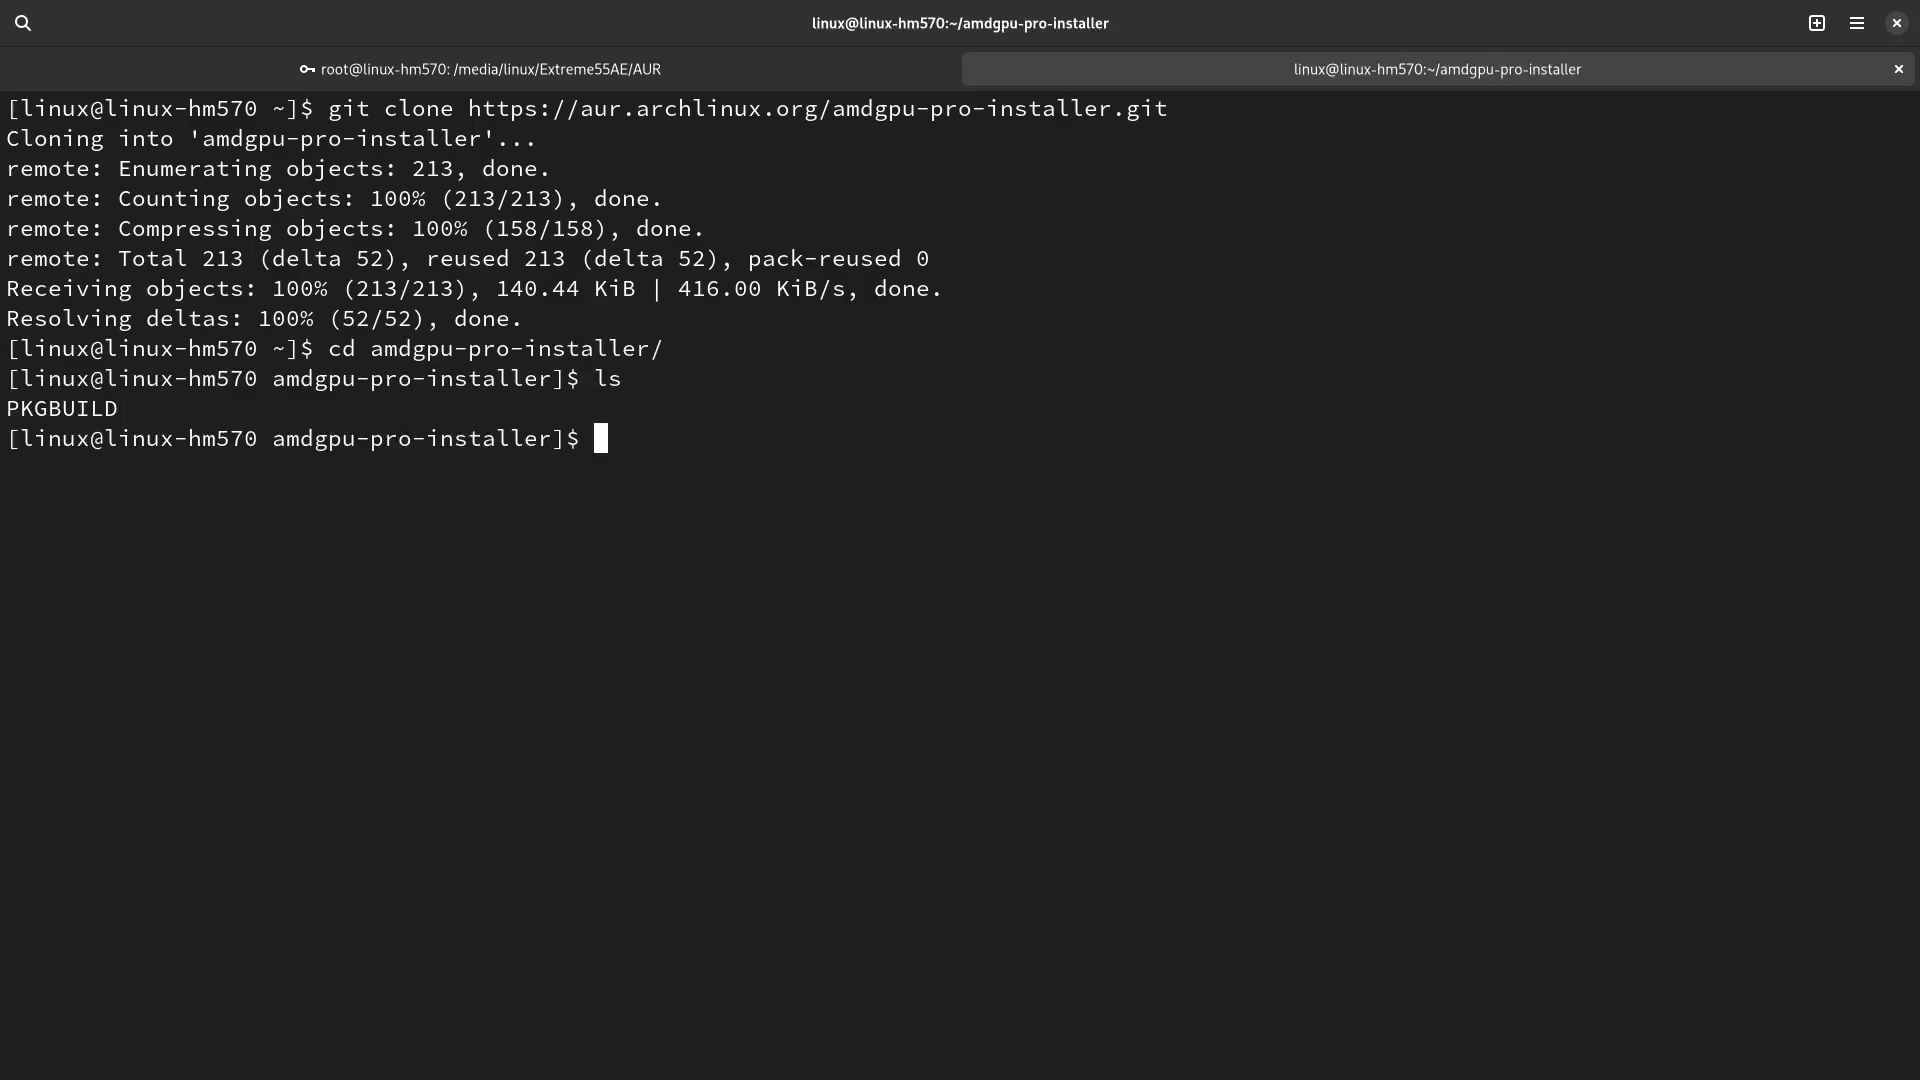 linux@linux-hm570:~/amdgpu-pro-installer
root@linux-hm570: /media/linux/Extreme55AE/AUR
linux@linux-hm570:~/amdgpu-pro-installer
[linux@linux-hm570 ~]$ git clone https://aur.archlinux.org/amdgpu-pro-installer.git
Cloning into 'amdgpu-pro-installer'...
remote: Enumerating objects: 213, done.
remote: Counting objects: 100% (213/213), done.
remote: Compressing objects: 100% (158/158), done.
remote: Total 213 (delta 52), reused 213 (delta 52), pack-reused 0
Receiving objects: 100% (213/213), 140.44 KiB | 416.00 KiB/s, done.
Resolving deltas: 100% (52/52), done.
[linux@linux-hm570 ~]$ cd amdgpu-pro-installer/
[linux@linux-hm570 amdgpu-pro-installer]$ ls
PKGBUILD
[linux@linux-hm570 amdgpu-pro-installer]$